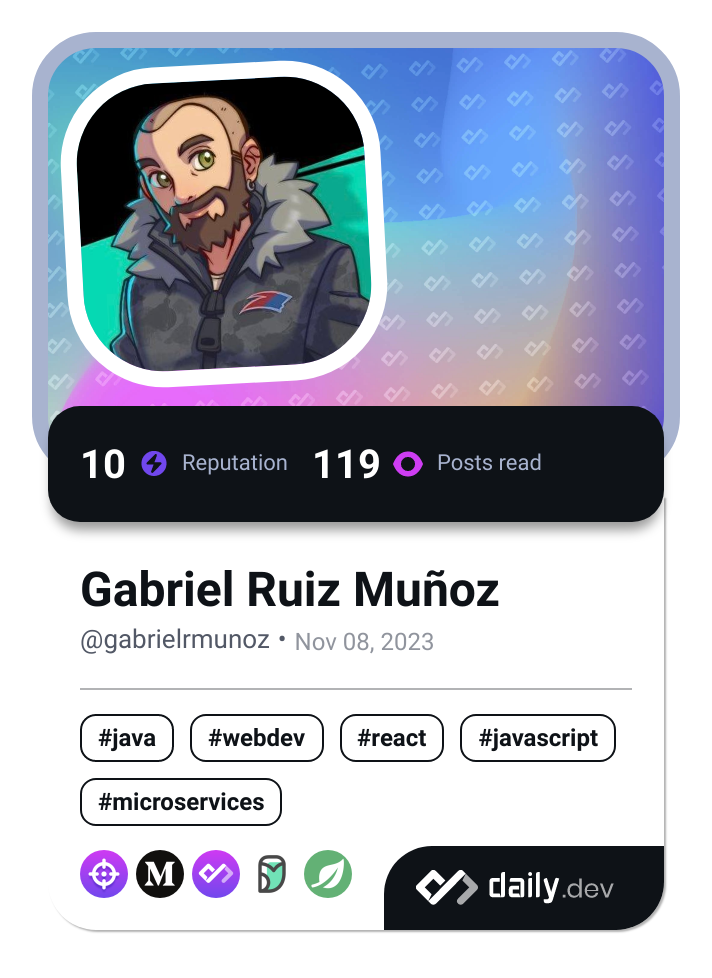 10 Reputation 119 Posts read
Gabriel Ruiz Muñoz
@gabrielrmunoz • Nov 08, 2023
#java #webdev #react #javascript
#microservices
M daily.dev